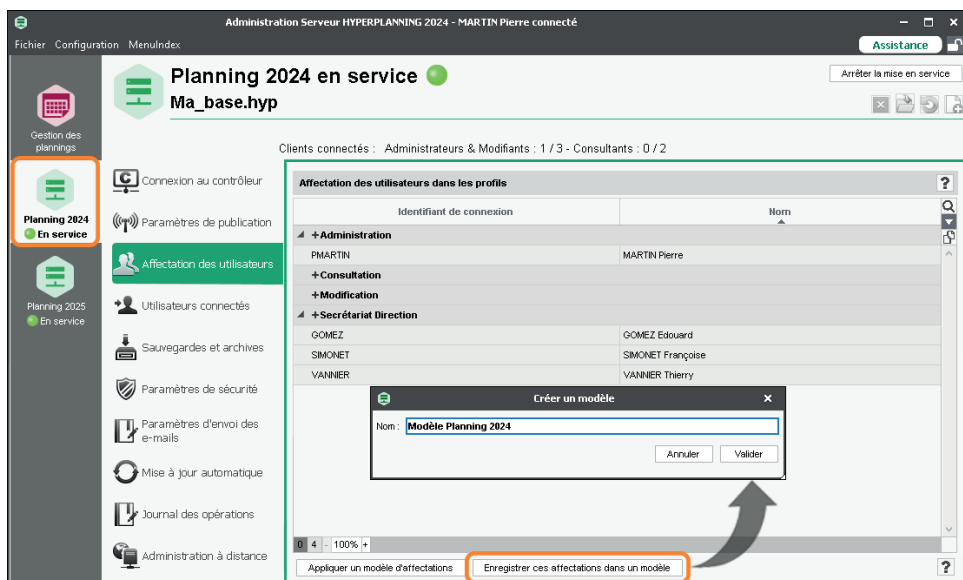 Administration Serveur HYPERPLANNING 2024 - MARTIN Pierre connecté
Fichier Configuration MenuIndex
Assistance
Planning 2024 en service
Arrêter la mise en service
Ma_base.hyp
Gestion des
plannings
Clients connectés : Administrateurs & Modifiants : 1 / 3 - Consultants : 0 / 2
Planning 2024
En service
Planning 2025
En service
Connexion au contrôleur
Paramètres de publication
Affectation des utilisateurs
Utilisateurs connectés
Sauvegardes et archives
Paramètres de sécurité
Paramètres d'envoi des
e-mails
Mise à jour automatique
Journal des opérations
Administration à distance
Affectation des utilisateurs dans les profils ?
Identifiant de connexion Nom
+Administration
PMARTIN MARTIN Pierre
+Consultation
+Modification
+Secrétariat Direction
GOMEZ GOMEZ Edouard
SIMONET SIMONET Françoise
VANNIER VANNIER Thierry
Créer un modèle
Nom : Modèle Planning 2024
Annuler Valider
0 4 - 100% +
Appliquer un modèle d'affectations Enregistrer ces affectations dans un modèle ?